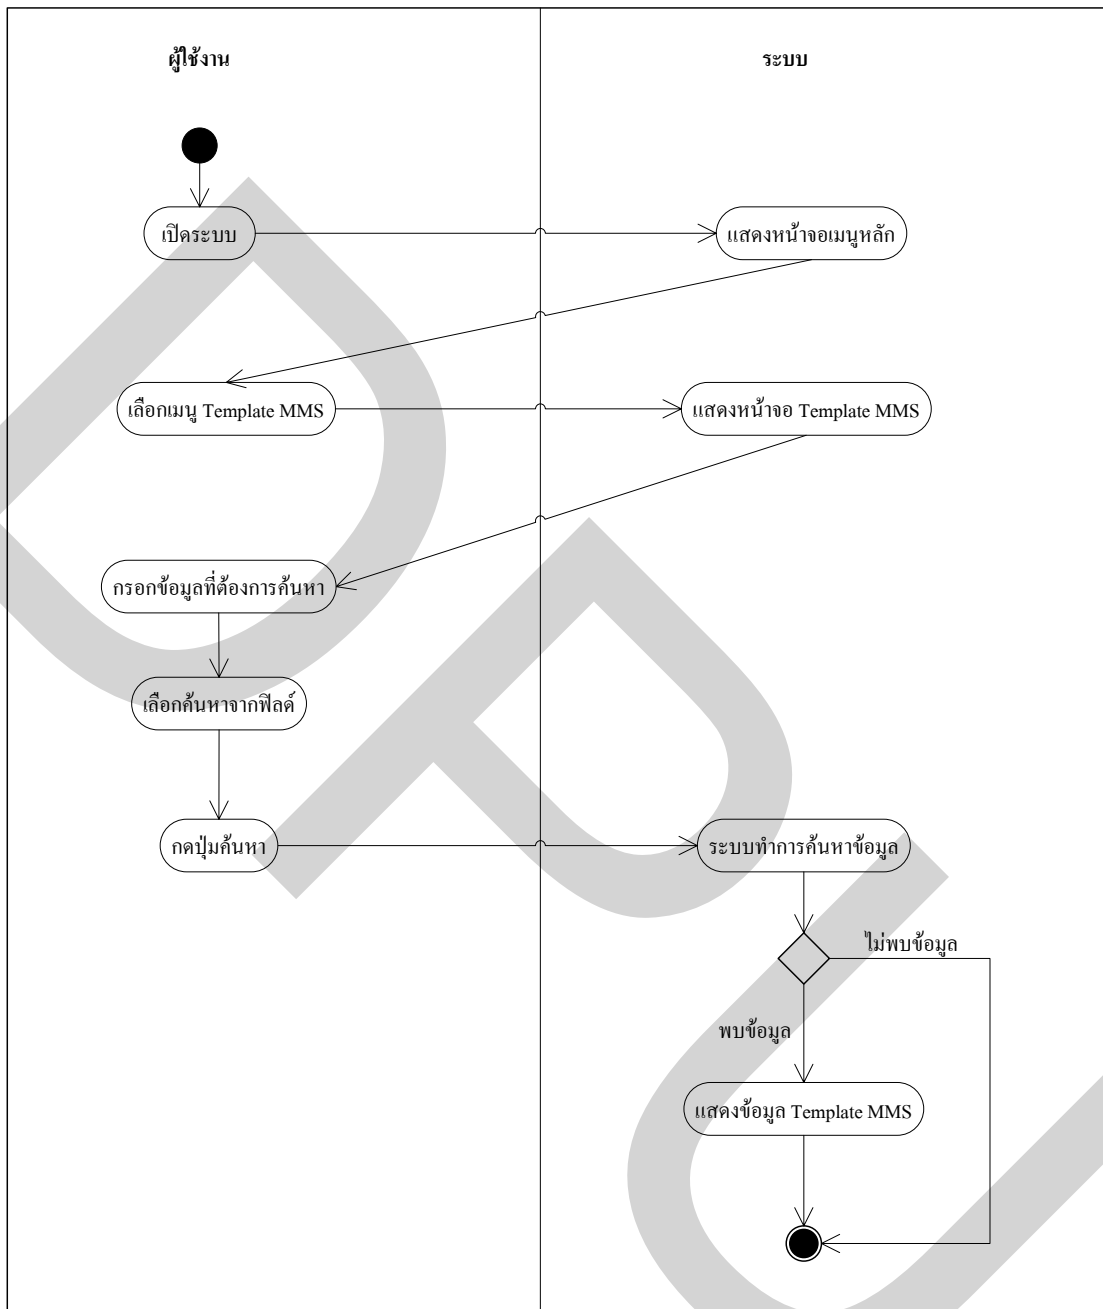 ผู้ใช้งาน
ระบบ
เปิดระบบ
แสดงหน้าจอเมนูหลัก
เลือกเมนู Template MMS
แสดงหน้าจอ Template MMS
กรอกข้อมูลที่ต้องการค้นหา
เลือกค้นหาจากฟิลด์
กดปุ่มค้นหา
ระบบทำการค้นหาข้อมูล
ไม่พบข้อมูล
พบข้อมูล
แสดงข้อมูล Template MMS
DPU